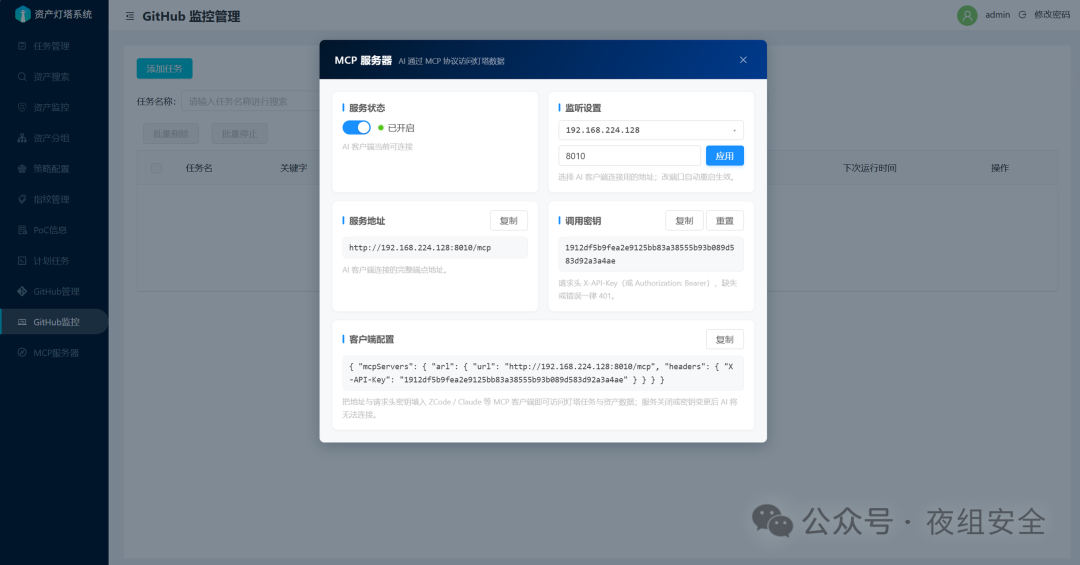 资产灯塔系统
任务管理
资产搜索
资产监控
资产分组
策略配置
指纹管理
PoC信息
计划任务
GitHub管理
GitHub监控
MCP服务器
GitHub 监控管理
admin
修改密码
添加任务
任务名称:
请输入任务名称进行搜索
批量删除
批量停止
任务名
关键字
下次运行时间
操作
MCP 服务器 AI 通过 MCP 协议访问灯塔数据
服务状态
已开启
AI 客户端当前可连接
监听设置
192.168.224.128
8010
应用
选择 AI 客户端连接用的地址；改端口自动重启生效。
服务地址
复制
http://192.168.224.128:8010/mcp
AI 客户端连接的完整端点地址。
调用密钥
复制
重置
1912df5b9fea2e9125bb83a38555b93b089d5
83d92a3a4ae
请求头 X-API-Key（或 Authorization: Bearer），缺失
或错误一律 401。
客户端配置
复制
{ "mcpServers": { "arl": { "url": "http://192.168.224.128:8010/mcp", "headers": { "X
-API-Key": "1912df5b9fea2e9125bb83a38555b93b089d583d92a3a4ae" } } } }
把地址与请求头密钥填入 ZCode / Claude 等 MCP 客户端即可访问灯塔任务与资产数据；服务关闭或密钥变更后 AI 将
无法连接。
公众号 · 夜组安全